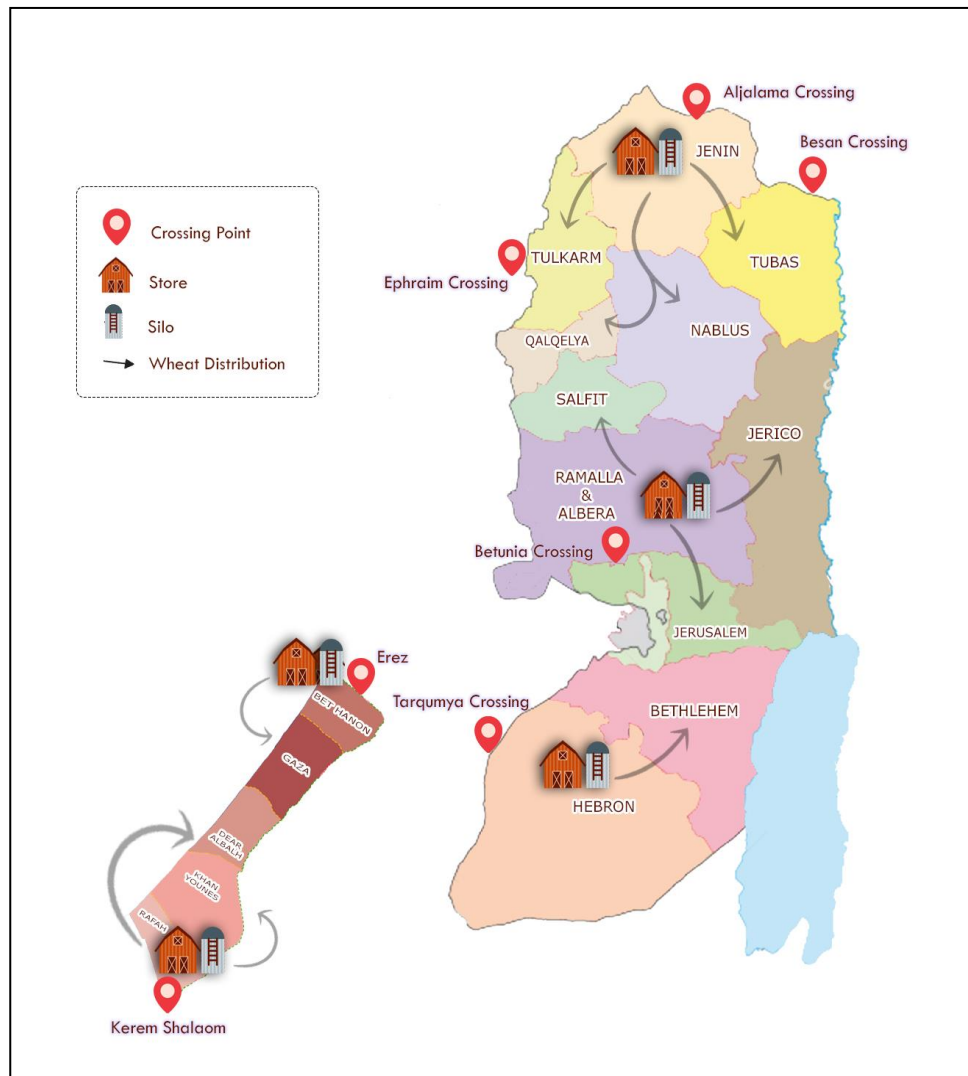 Aljalama Crossing
JENIN
Besan Crossing
Crossing Point
Store
Silo
Wheat Distribution
TULKARM
TUBAS
Ephraim Crossing
NABLUS
QALQELYA
SALFIT
JERICO
RAMALLA
&
ALBERA
Betunia Crossing
JERUSALEM
Erez
Tarqumya Crossing
BET HANON
BETHLEHEM
GAZA
HEBRON
DEAR
ALBALH
KHAN
YOUNES
RAFAH
Kerem Shalaom